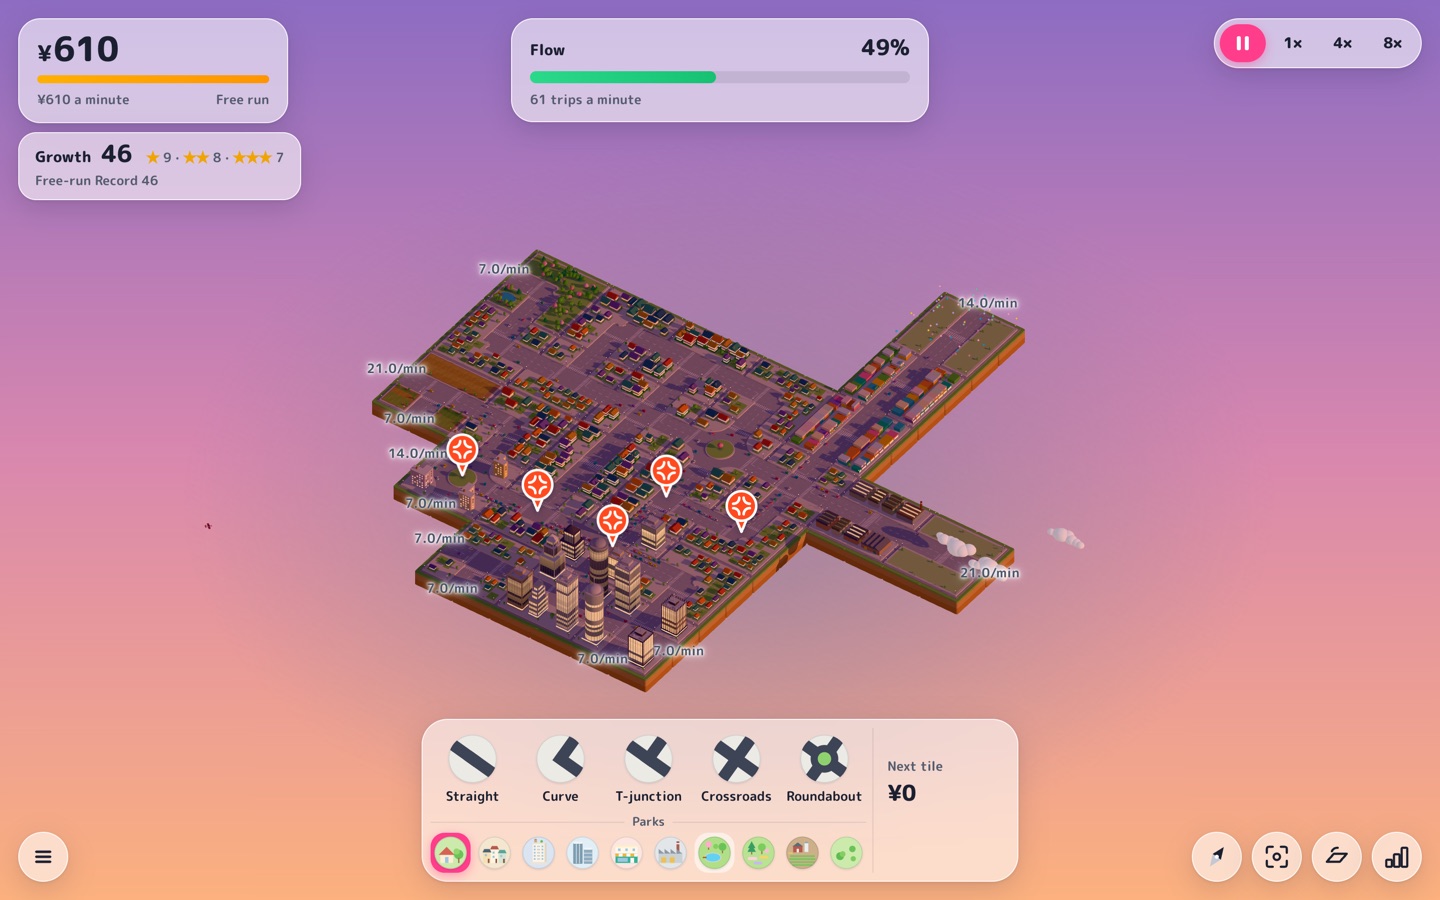 ¥610
¥610 a minute
Free run
Growth 46 ★ 9 · ★★ 8 · ★★★ 7
Free-run Record 46
Flow
49%
61 trips a minute
1×
4×
8×
7.0/min
14.0/min
21.0/min
7.0/min
14.0/min
7.0/min
7.0/min
21.0/min
7.0/min
7.0/min
7.0/min
Straight
Curve
T-junction
Crossroads
Roundabout
Parks
Next tile
¥0